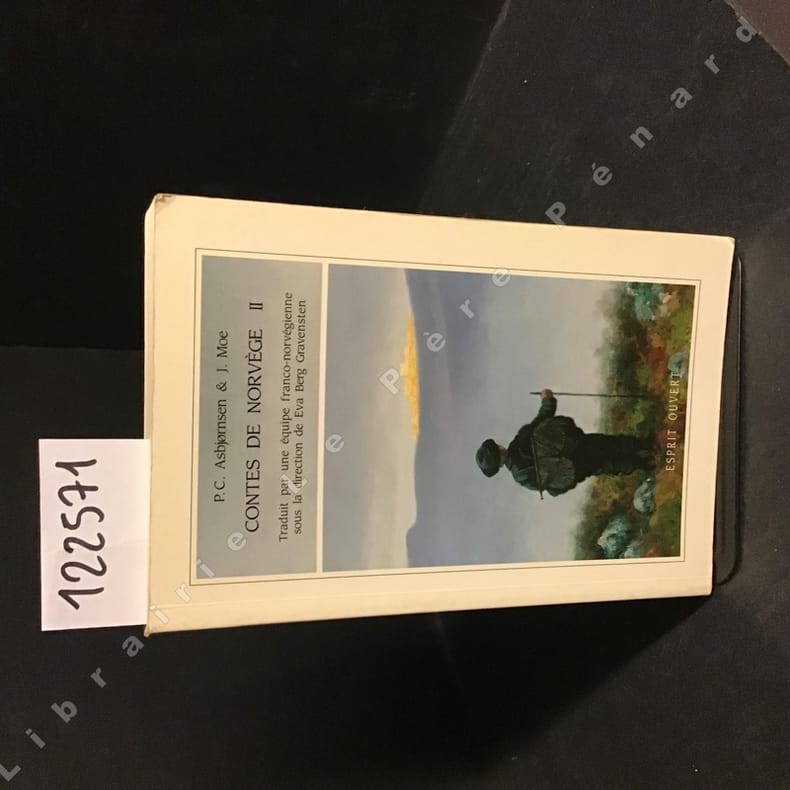 122571
P.C. Asbjørnsen & J. Moe
CONTES DE NORVÈGE II
Traduit par une équipe franco-norvégienne
sous la direction de Eva Berg Gravensten
ESPRIT OUVERT
Librairie Le Père Pénard